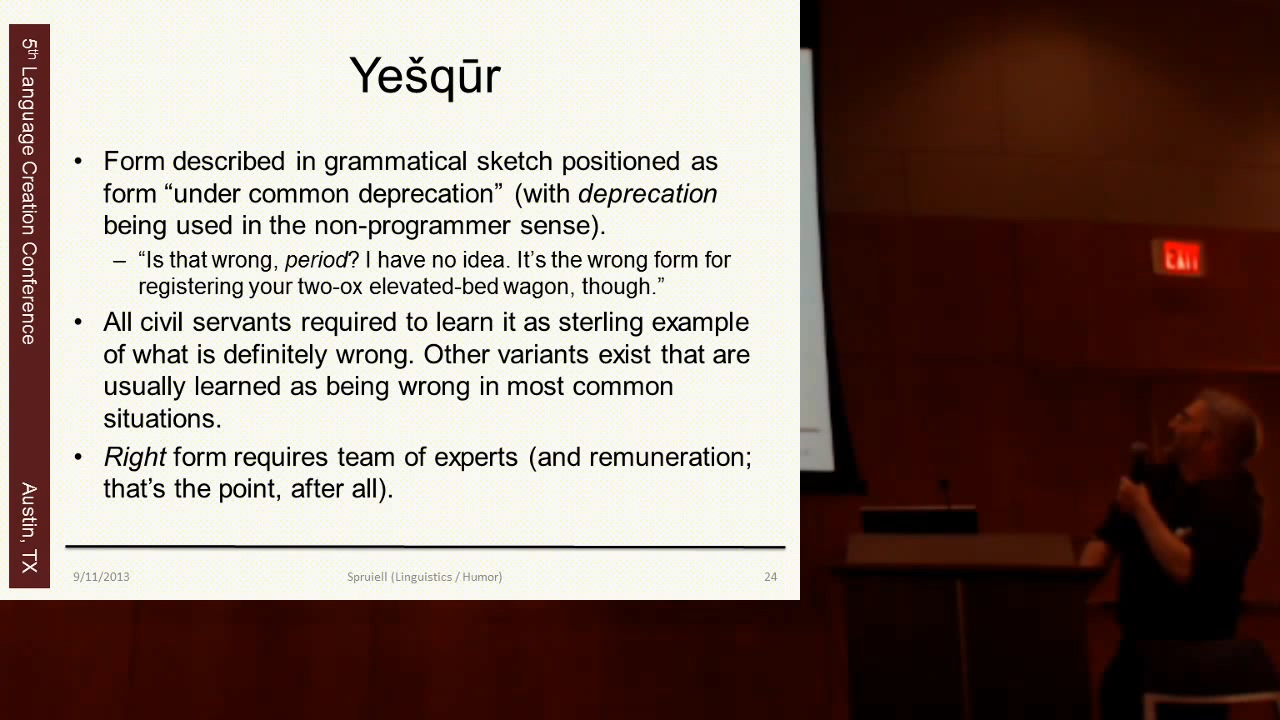 5th Language Creation Conference
Austin, TX
Yešqūr
• Form described in grammatical sketch positioned as
form “under common deprecation” (with deprecation
being used in the non-programmer sense).
– “Is that wrong, period? I have no idea. It’s the wrong form for
registering your two-ox elevated-bed wagon, though.”
• All civil servants required to learn it as sterling example
of what is definitely wrong. Other variants exist that are
usually learned as being wrong in most common
situations.
• Right form requires team of experts (and remuneration;
that’s the point, after all).
9/11/2013
Spruiell (Linguistics / Humor)
24
EXIT